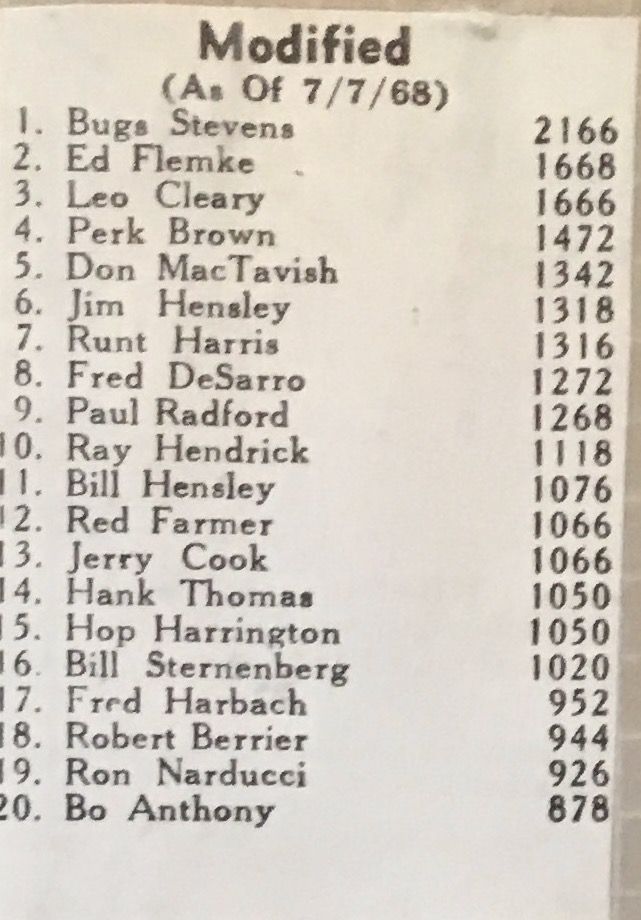 Modified
(As Of 7/7/68)
1. Bugs Stevens 2166
2. Ed Flemke 1668
3. Leo Cleary 1666
4. Perk Brown 1472
5. Don MacTavish 1342
6. Jim Hensley 1318
7. Runt Harris 1316
8. Fred DeSarro 1272
9. Paul Radford 1268
10. Ray Hendrick 1118
11. Bill Hensley 1076
12. Red Farmer 1066
13. Jerry Cook 1066
14. Hank Thomas 1050
15. Hop Harrington 1050
16. Bill Sternenberg 1020
17. Fred Harbach 952
18. Robert Berrier 944
19. Ron Narducci 926
20. Bo Anthony 878